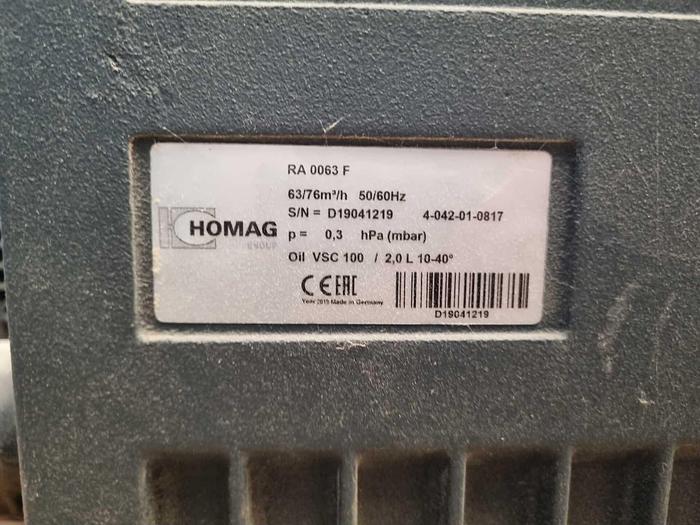 RA 0063 F
63/76m³/h 50/60Hz
S/N = D19041219 4-042-01-0817
HOMAG
GROUP
p = 0,3 hPa (mbar)
Oil VSC 100 / 2,0 L 10-40°
CE EAC
Year 2019 Made in Germany
D19041219